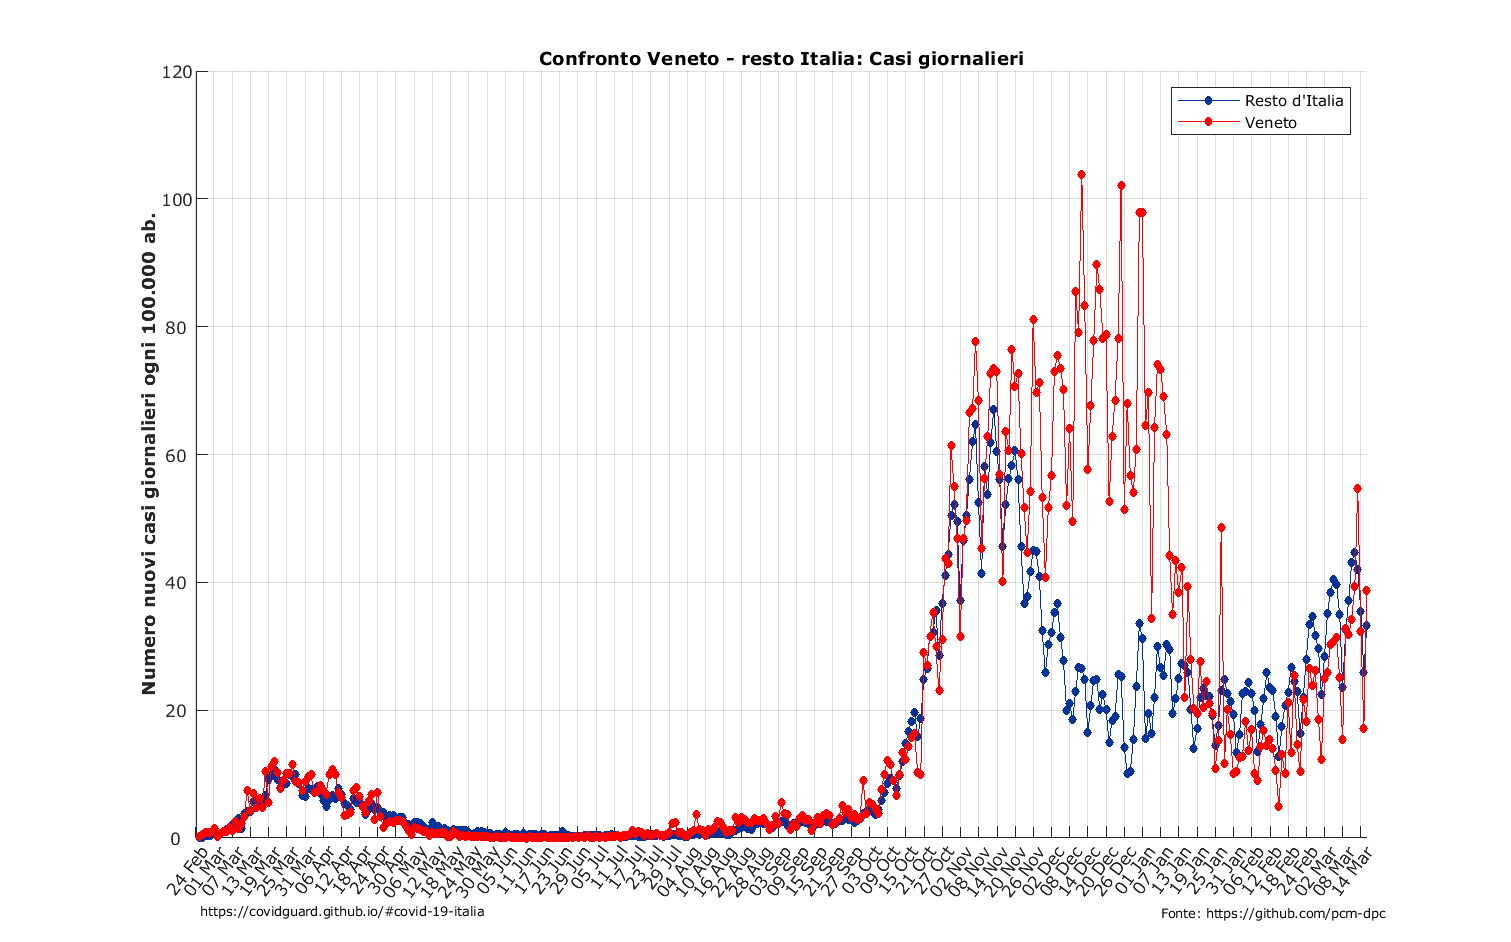 Confronto Veneto - resto Italia: Casi giornalieri
Resto d'Italia
Veneto
Numero nuovi casi giornalieri ogni 100.000 ab.
120
100
80
60
40
20
0
24 Feb
01 Mar
07 Mar
13 Mar
19 Mar
25 Mar
31 Mar
06 Apr
12 Apr
18 Apr
24 Apr
30 Apr
06 May
12 May
18 May
24 May
30 May
05 Jun
11 Jun
17 Jun
23 Jun
29 Jun
05 Jul
11 Jul
17 Jul
23 Jul
29 Jul
04 Aug
10 Aug
16 Aug
22 Aug
28 Aug
03 Sep
09 Sep
15 Sep
21 Sep
27 Sep
03 Oct
09 Oct
15 Oct
21 Oct
27 Oct
02 Nov
08 Nov
14 Nov
20 Nov
26 Nov
02 Dec
08 Dec
14 Dec
20 Dec
26 Dec
01 Jan
07 Jan
13 Jan
19 Jan
25 Jan
31 Jan
06 Feb
12 Feb
18 Feb
24 Feb
02 Mar
08 Mar
14 Mar
https://covidguard.github.io/#covid-19-italia
Fonte: https://github.com/pcm-dpc